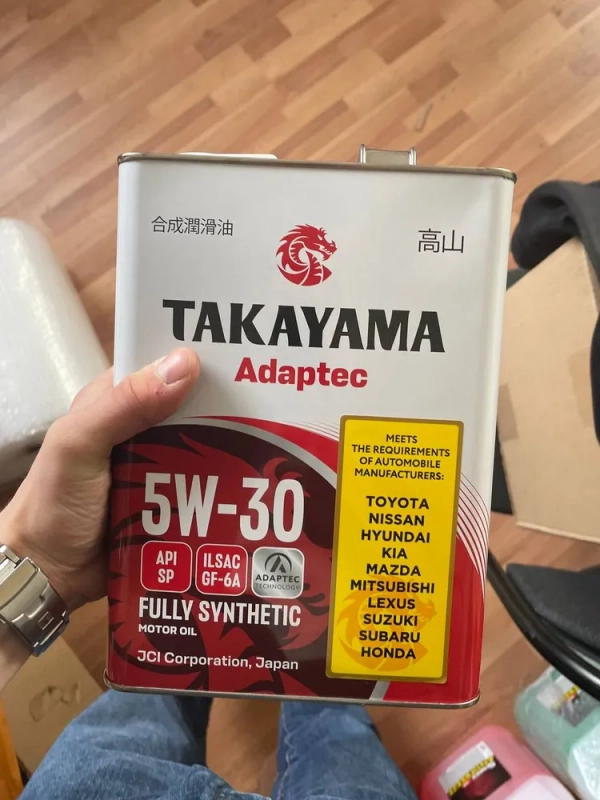 合成潤滑油
高山
TAKAYAMA
Adaptec
5W-30
API
SP
ILSAC
GF-6A
ADAPTEC
TECHNOLOGY
FULLY SYNTHETIC
MOTOR OIL
JCI Corporation, Japan
MEETS
THE REQUIREMENTS
OF AUTOMOBILE
MANUFACTURERS:
TOYOTA
NISSAN
HYUNDAI
KIA
MAZDA
MITSUBISHI
LEXUS
SUZUKI
SUBARU
HONDA